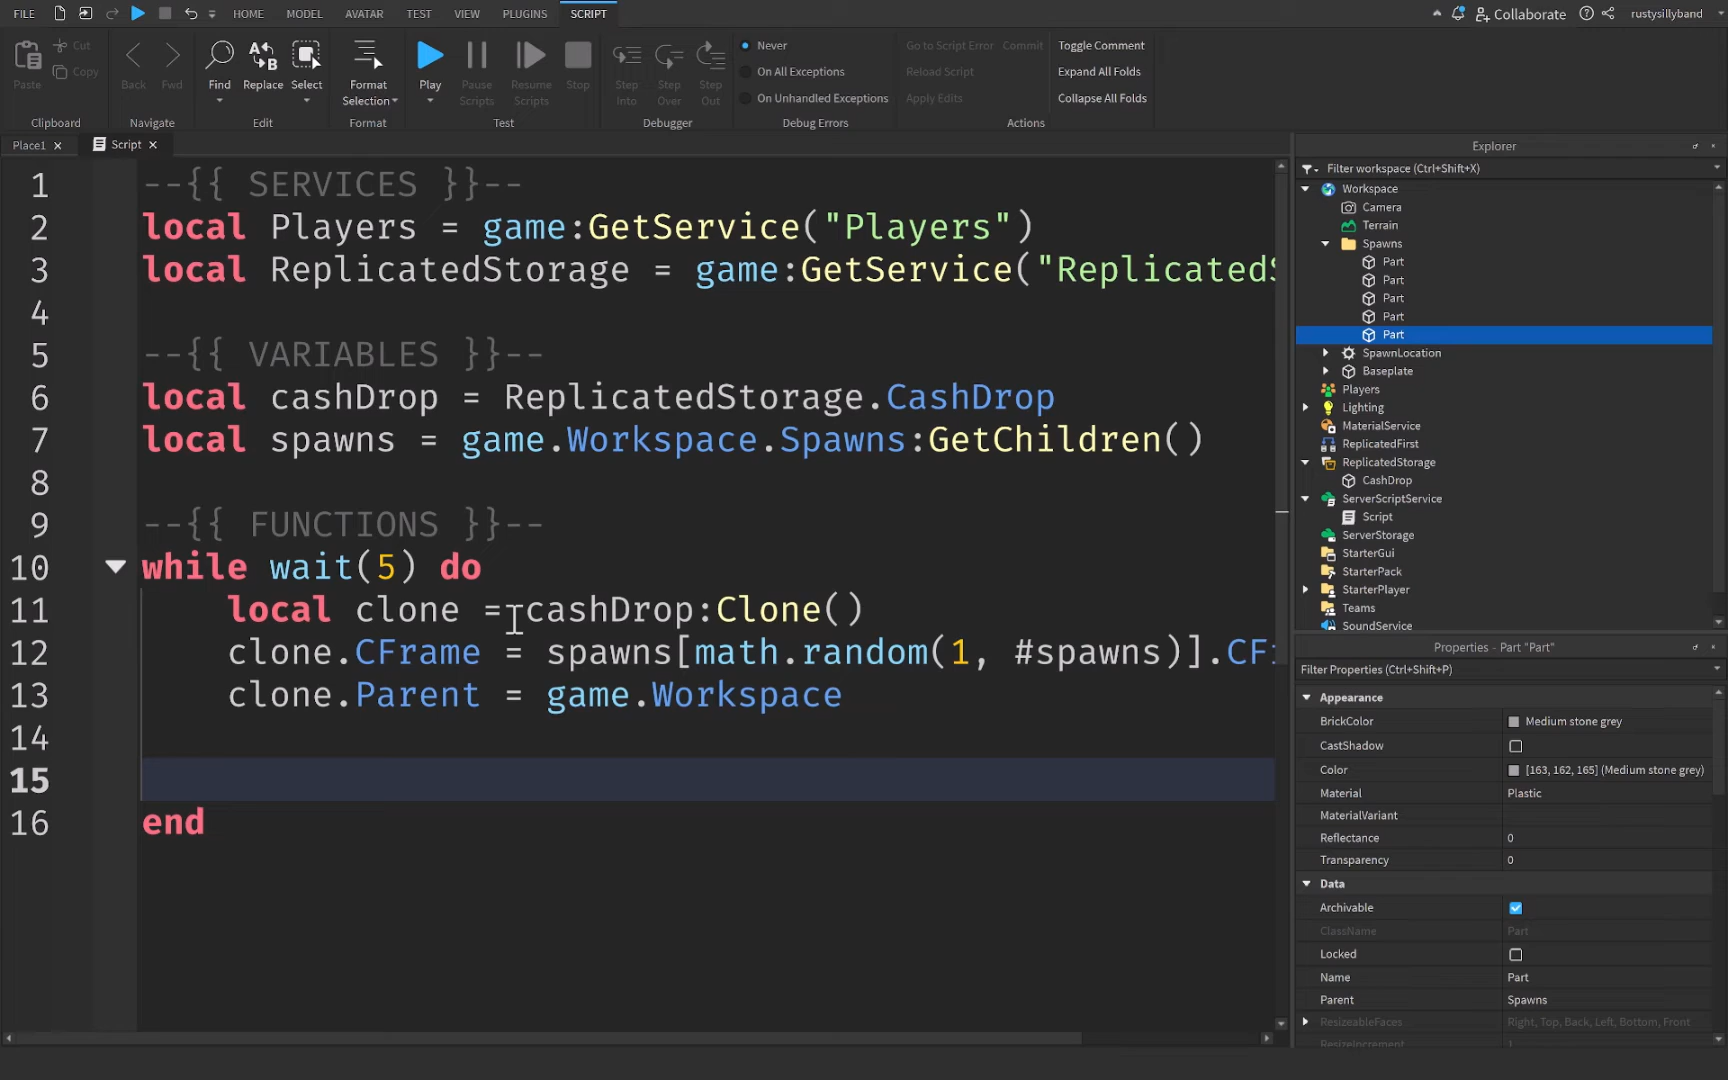 FILE HOME MODEL AVATAR TEST VIEW PLUGINS SCRIPT Collaborate rustysillyband
Paste Cut Copy Clipboard
Back Fwd Navigate
Find Replace Select Edit
Format Selection Format
Play Pause Scripts Resume Scripts Stop Test
Step Into Step Over Step Out Debugger
Never
On All Exceptions
On Unhandled Exceptions
Debug Errors
Go to Script Error Commit Toggle Comment
Reload Script Expand All Folds
Apply Edits Collapse All Folds
Actions
Place1 Script
1 --{{ SERVICES }}--
2 local Players = game:GetService("Players")
3 local ReplicatedStorage = game:GetService("ReplicatedS
4
5 --{{ VARIABLES }}--
6 local cashDrop = ReplicatedStorage.CashDrop
7 local spawns = game.Workspace.Spawns:GetChildren()
8
9 --{{ FUNCTIONS }}--
10 while wait(5) do
11 local clone = cashDrop:Clone()
12 clone.CFrame = spawns[math.random(1, #spawns)].CF
13 clone.Parent = game.Workspace
14
15
16 end
Explorer
Filter workspace (Ctrl+Shift+X)
Workspace
Camera
Terrain
Spawns
Part
Part
Part
Part
Part
SpawnLocation
Baseplate
Players
Lighting
MaterialService
ReplicatedFirst
ReplicatedStorage
CashDrop
ServerScriptService
Script
ServerStorage
StarterGui
StarterPack
StarterPlayer
Teams
SoundService
Properties - Part "Part"
Filter Properties (Ctrl+Shift+P)
Appearance
BrickColor Medium stone grey
CastShadow
Color [163, 162, 165] (Medium stone grey)
Material Plastic
MaterialVariant
Reflectance 0
Transparency 0
Data
Archivable
ClassName Part
Locked
Name Part
Parent Spawns
ResizeableFaces Right, Top, Back, Left, Bottom, Front
ResizeIncrement 1